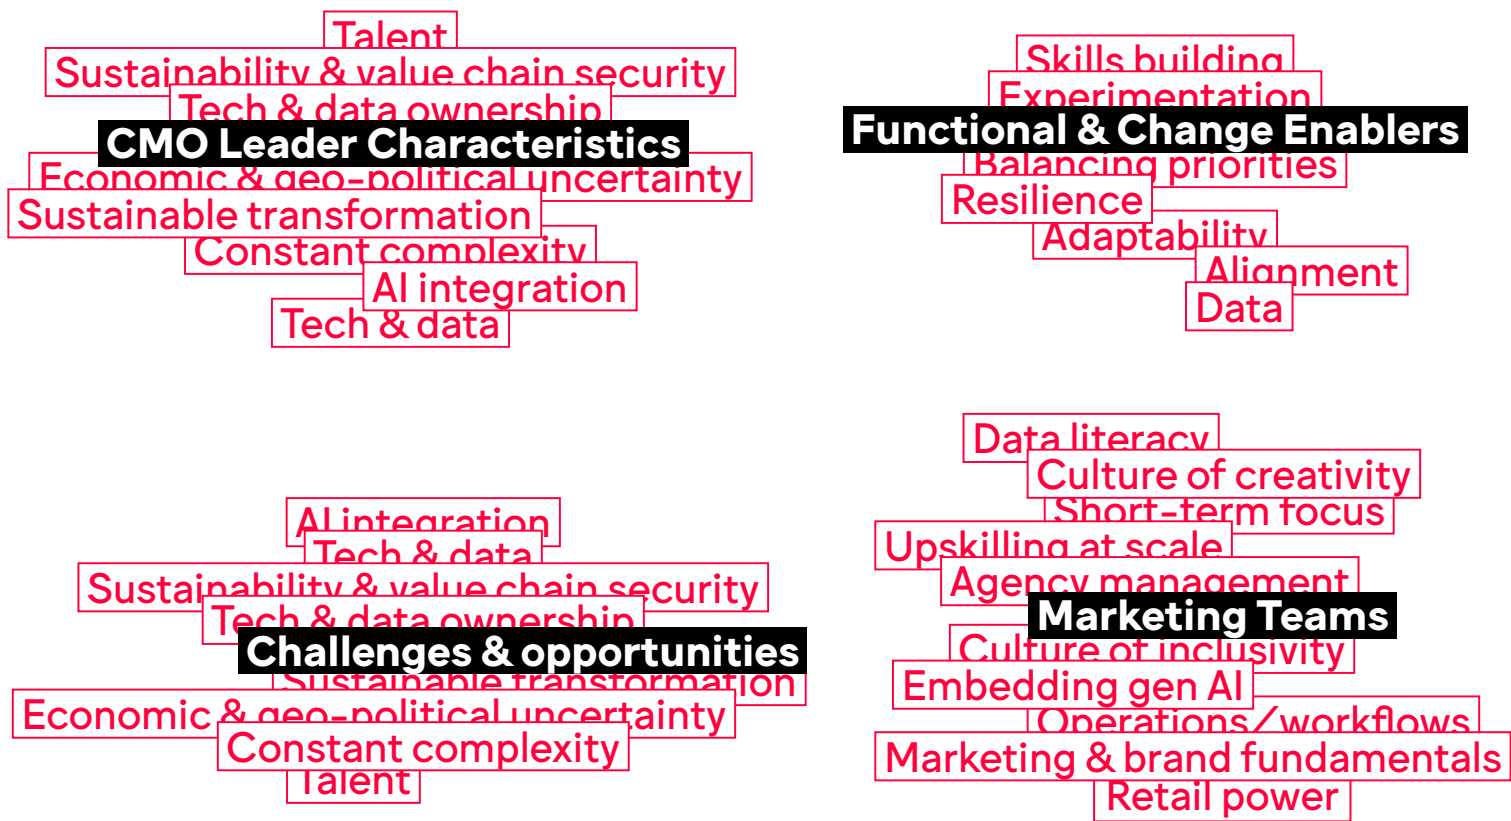 Talent
Sustainability & value chain security
Tech & data ownership
CMO Leader Characteristics
Economic & geo-political uncertainty
Sustainable transformation
Constant complexity
AI integration
Tech & data
Skills building
Experimentation
Functional & Change Enablers
Balancing priorities
Resilience
Adaptability
Alignment
Data
AI integration
Tech & data
Sustainability & value chain security
Tech & data ownership
Challenges & opportunities
Sustainable transformation
Economic & geo-political uncertainty
Constant complexity
Talent
Data literacy
Culture of creativity
Short-term focus
Upskilling at scale
Agency management
Marketing Teams
Culture of inclusivity
Embedding gen AI
Operations/workflows
Marketing & brand fundamentals
Retail power